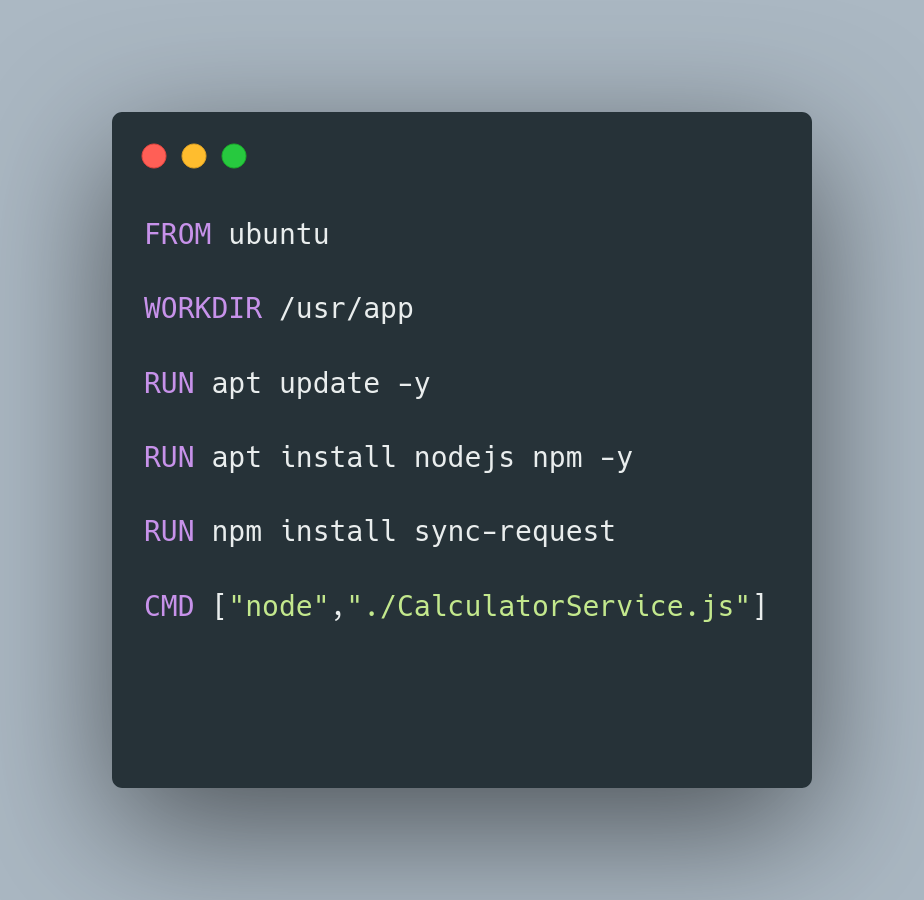 FROM ubuntu
WORKDIR /usr/app
RUN apt update -y
RUN apt install nodejs npm -y
RUN npm install sync-request
CMD ["node","./CalculatorService.js"]